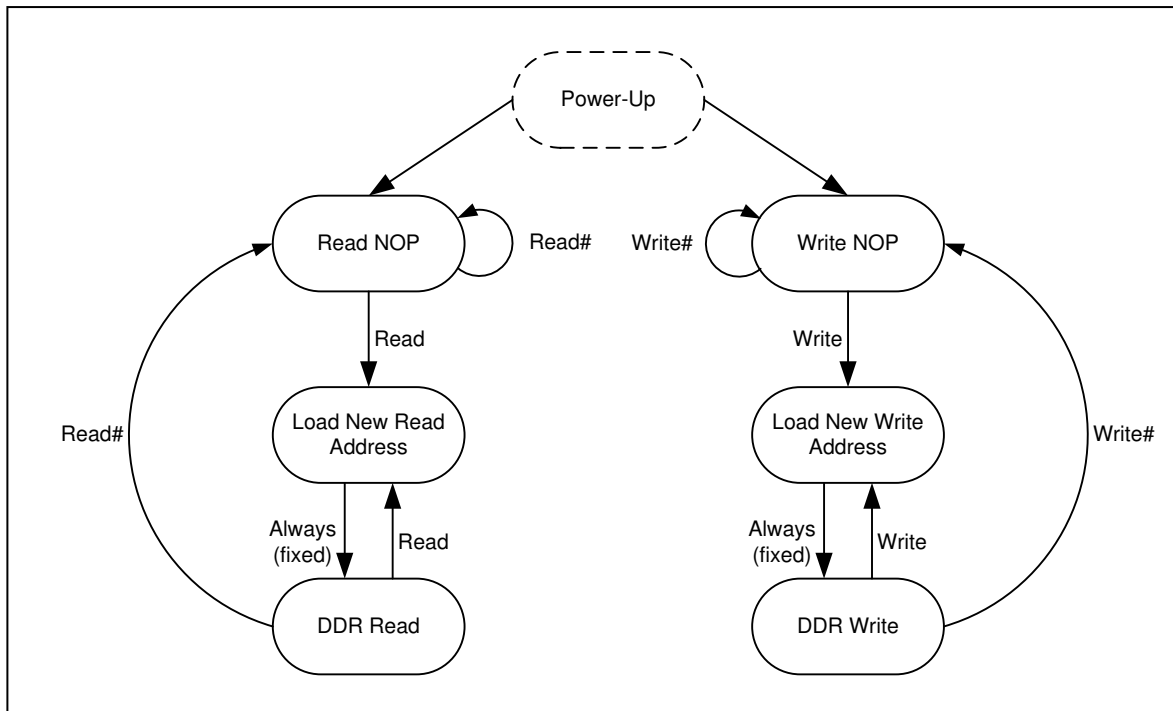 Power-Up
Read NOP
Read#
Write#
Write NOP
Read
Write
Load New Read
Address
Load New Write
Address
Read#
Write#
Always
(fixed)
Read
Always
(fixed)
Write
DDR Read
DDR Write